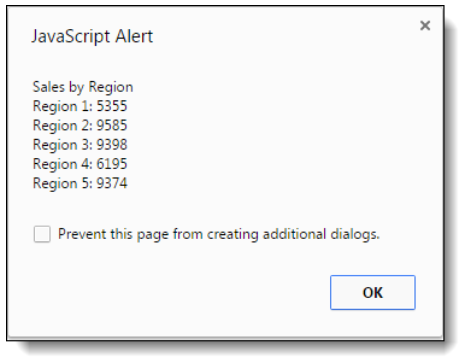 JavaScript Alert
×
Sales by Region
Region 1: 5355
Region 2: 9585
Region 3: 9398
Region 4: 6195
Region 5: 9374
Prevent this page from creating additional dialogs.
OK